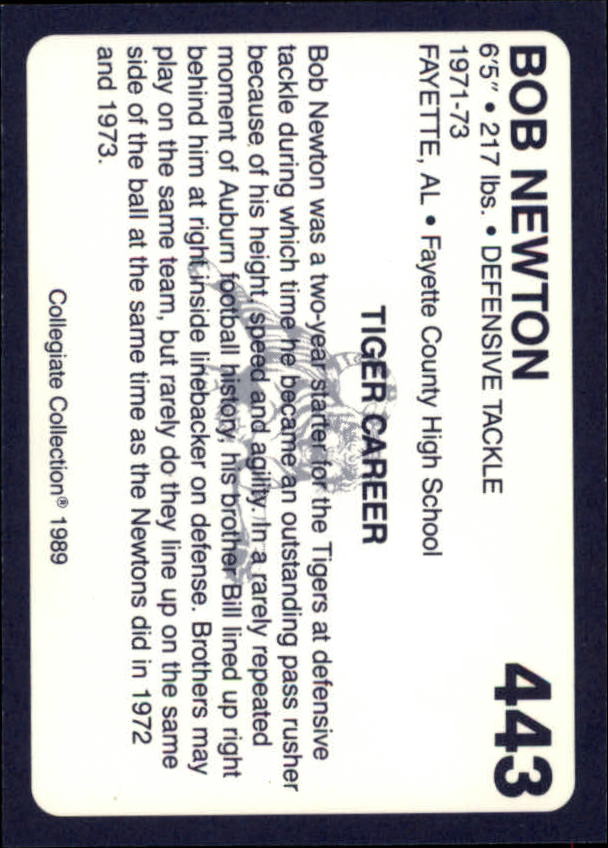 BOB NEWTON
443
6'5" • 217 lbs. • DEFENSIVE TACKLE
1971-73
FAYETTE, AL • Fayette County High School
TIGER CAREER
Bob Newton was a two-year starter for the Tigers at defensive
tackle during which time he became an outstanding pass rusher
because of his height, speed and agility. In a rarely repeated
moment of Auburn football history, his brother Bill lined up right
behind him at right inside linebacker on defense. Brothers may
play on the same team, but rarely do they line up on the same
side of the ball at the same time as the Newtons did in 1972
and 1973.
Collegiate Collection® 1989